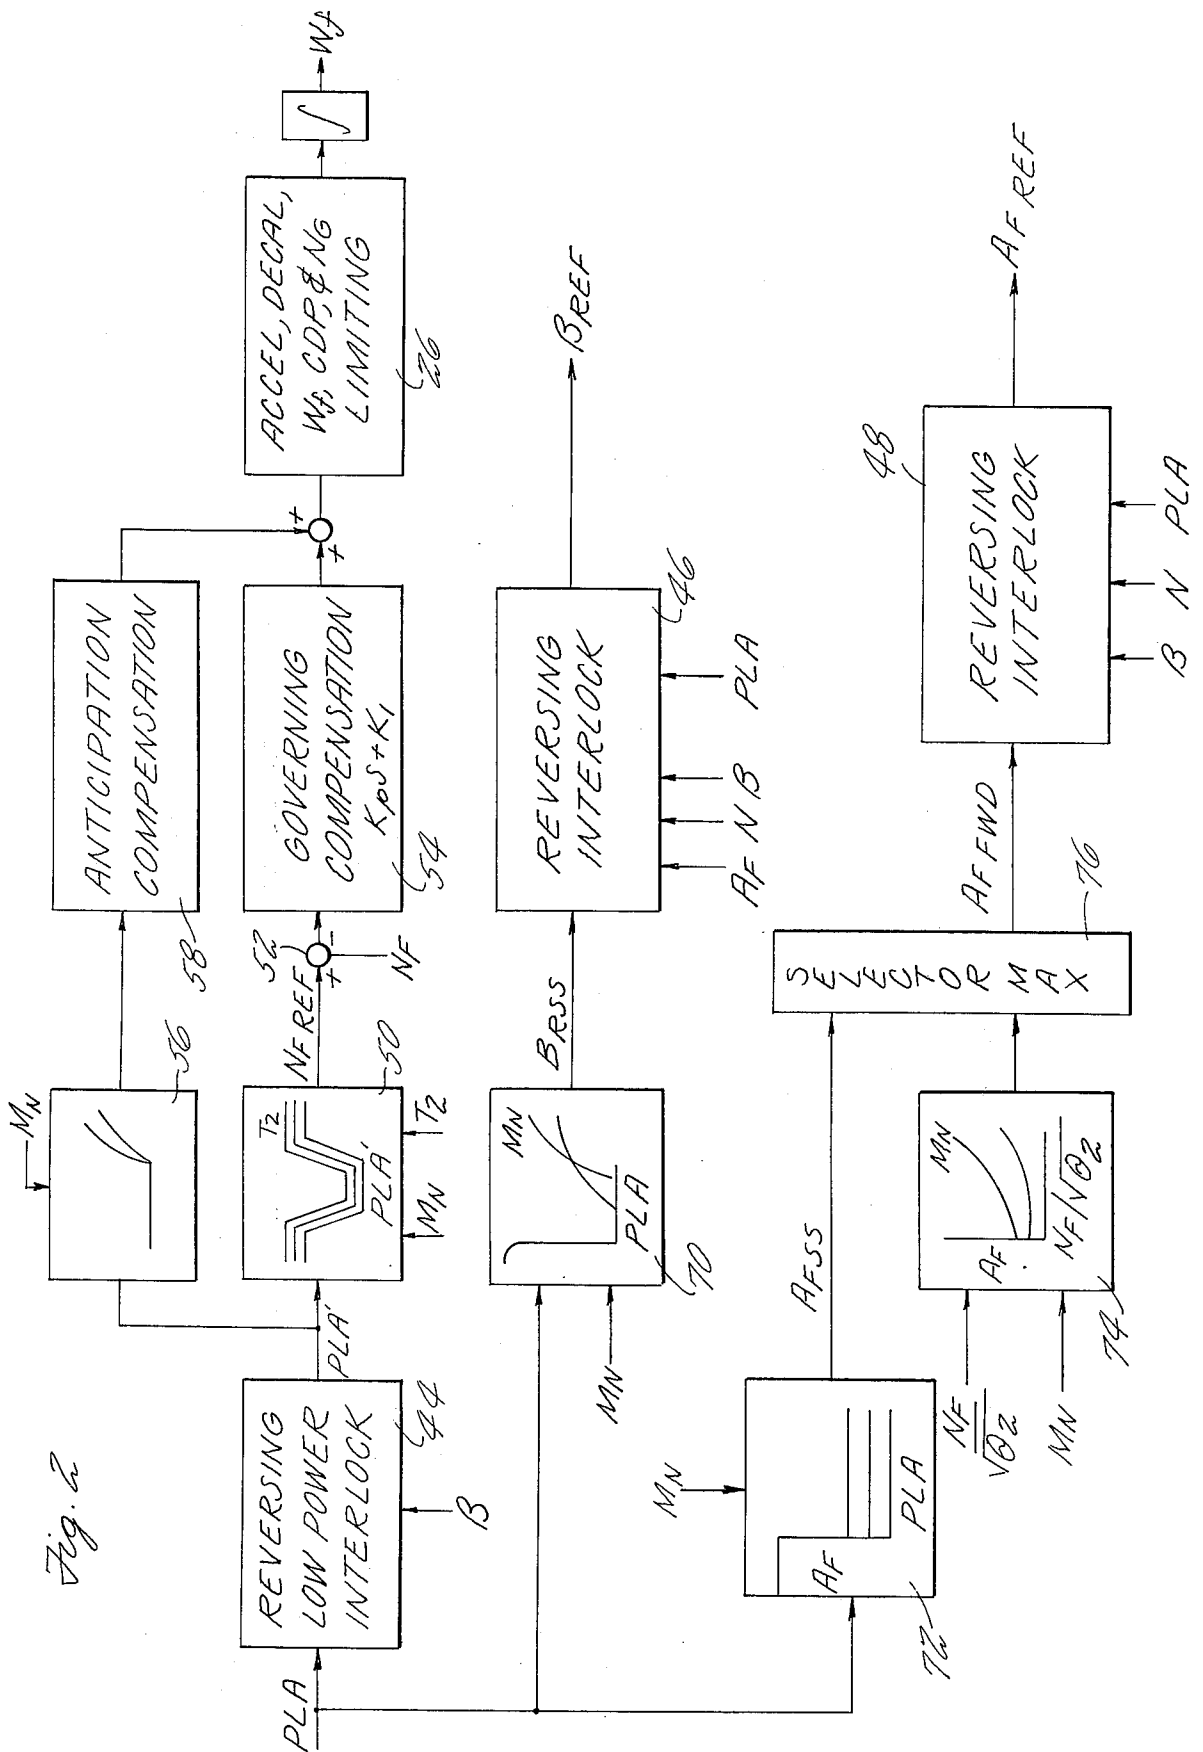 Fig. 2
PLA
REVERSING
LOW POWER
INTERLOCK
44
B
PLA'
MN
56
T2
PLA'
50
MN
T2
NF REF
52
+
-
NF
ANTICIPATION
COMPENSATION
58
GOVERNING
COMPENSATION
KPS+K1
54
+
+
ACCEL, DECAL,
Wf, CDP, & NG
LIMITING
26
∫
Wf
MN
PLA
70
MN
BRSS
REVERSING
INTERLOCK
46
AF N B PLA
BREF
MN
AF
PLA
72
AFSS
NF/√θ2
MN
MN
AF
NF/√θ2
74
SELECTOR MAX
76
AF FWD
REVERSING
INTERLOCK
48
B N PLA
AF REF